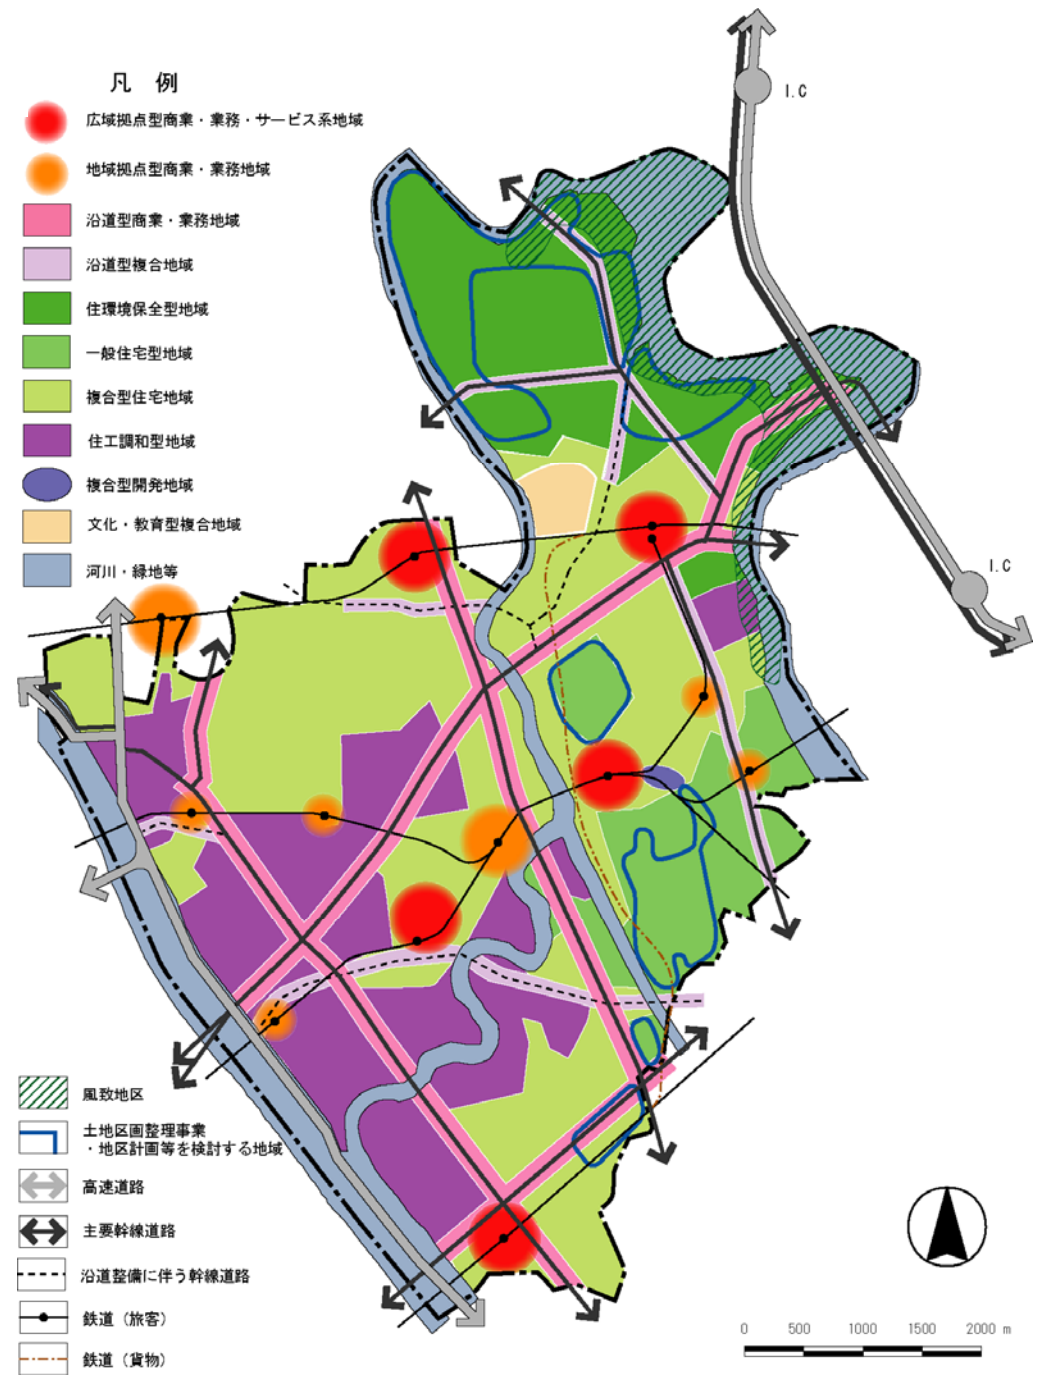 凡 例
広域拠点型商業・業務・サービス系地域
地域拠点型商業・業務地域
沿道型商業・業務地域
沿道型複合地域
住環境保全型地域
一般住宅型地域
複合型住宅地域
住工調和型地域
複合型開発地域
文化・教育型複合地域
河川・緑地等
I.C
I.C
風致地区
土地区画整理事業
・地区計画等を検討する地域
高速道路
主要幹線道路
沿道整備に伴う幹線道路
鉄道（旅客）
鉄道（貨物）
0 500 1000 1500 2000 m